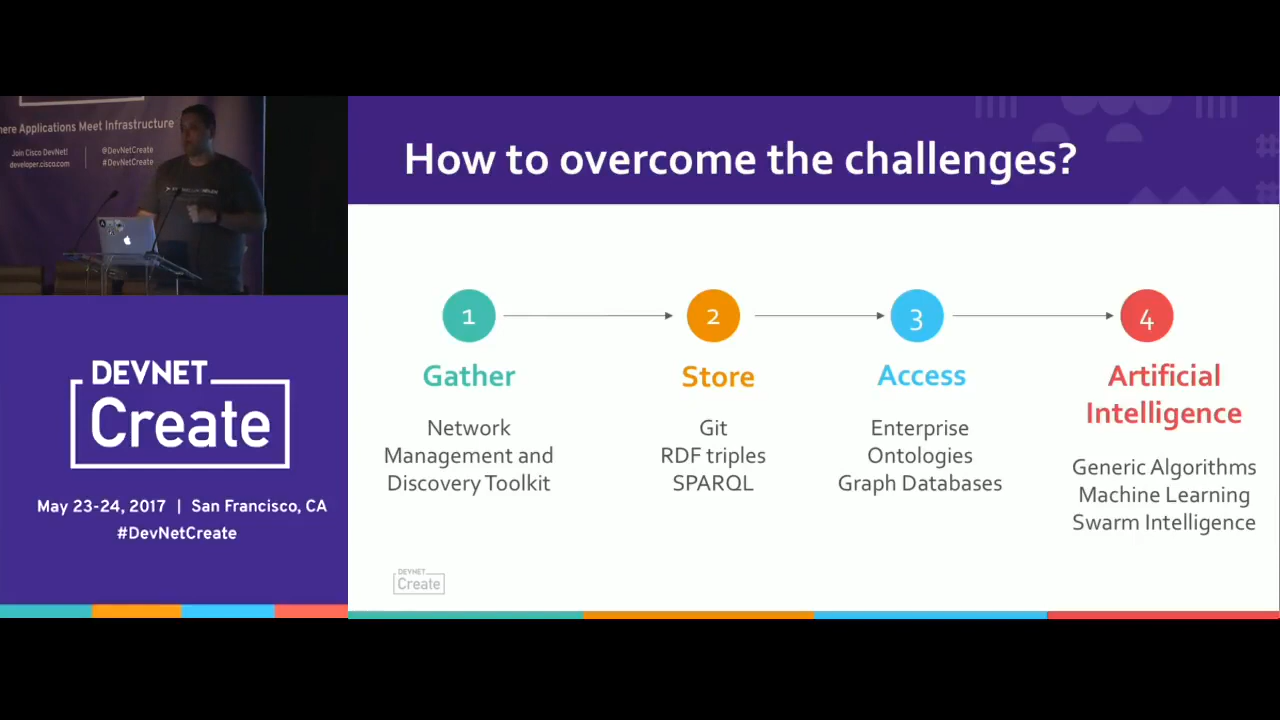 here Applications Meet Infrastructure
Join Cisco DevNet!
developer.cisco.com
@DevNetCreate
#DevNetCreate
DEVNET
Create
May 23-24, 2017 | San Francisco, CA
#DevNetCreate
How to overcome the challenges?
1
Gather
Network
Management and
Discovery Toolkit
2
Store
Git
RDF triples
SPARQL
3
Access
Enterprise
Ontologies
Graph Databases
4
Artificial
Intelligence
Generic Algorithms
Machine Learning
Swarm Intelligence
DEVNET
Create